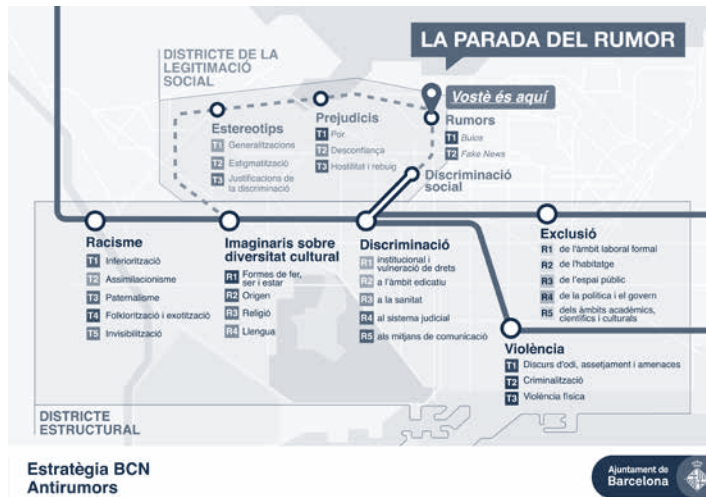 LA PARADA DEL RUMOR
DISTRICTE DE LA
LEGITIMACIÓ
SOCIAL
Vostè és aquí
Estereotips
T1 Generalitzacions
T2 Estigmatització
T3 Justificacions de
la discriminació
Prejudicis
T1 Por
T2 Desconfiança
T3 Hostilitat i rebuig
Rumors
T1 Bulos
T2 Fake News
Discriminació
social
Racisme
T1 Inferiorització
T2 Assimilacionisme
T3 Paternalisme
T4 Folklorització i exotització
T5 Invisibilització
Imaginaris sobre
diversitat cultural
R1 Formes de fer,
ser i estar
R2 Origen
R3 Religió
R4 Llengua
Discriminació
R1 institucional i
vulneració de drets
R2 a l'àmbit edicatiu
R3 a la sanitat
R4 al sistema judicial
R5 als mitjans de comunicació
Exclusió
R1 de l'àmbit laboral formal
R2 de l'habitatge
R3 de l'espai públic
R4 de la política i el govern
R5 dels àmbits acadèmics,
científics i culturals
Violència
T1 Discurs d'odi, assetjament i amenaces
T2 Criminalització
T3 Violència física
DISTRICTE
ESTRUCTURAL
Estratègia BCN
Antirumors
Ajuntament de
Barcelona